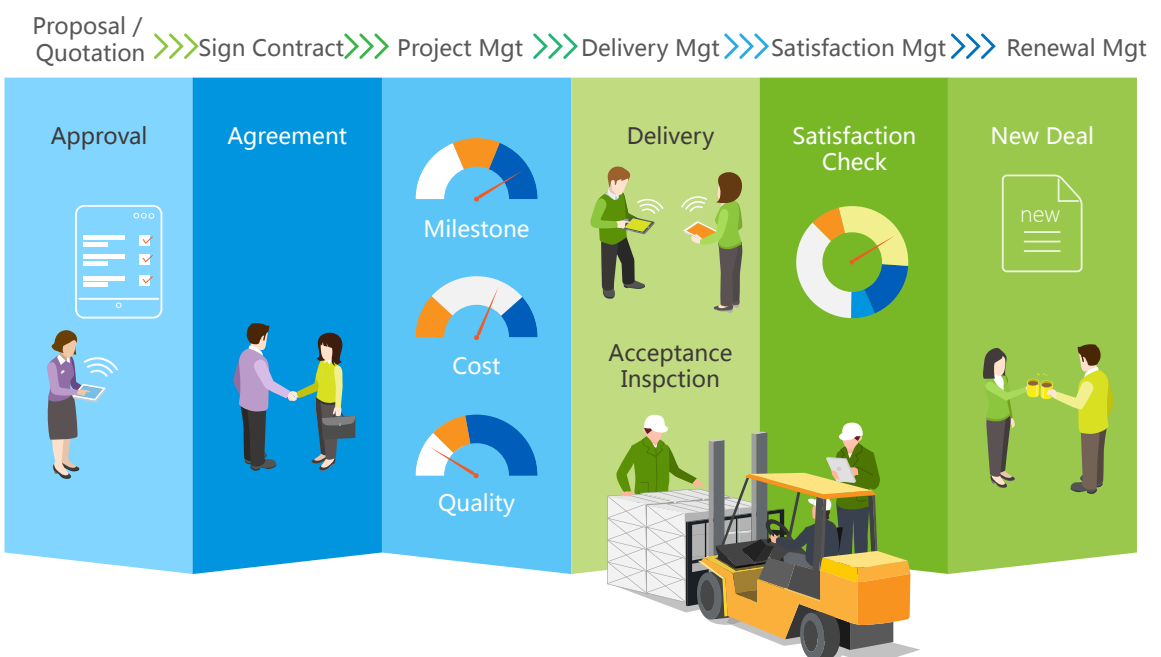 Proposal /
Quotation
Sign Contract
Project Mgt
Delivery Mgt
Satisfaction Mgt
Renewal Mgt
Approval
Agreement
Milestone
Cost
Quality
Delivery
Acceptance
Inspction
Satisfaction
Check
New Deal
new